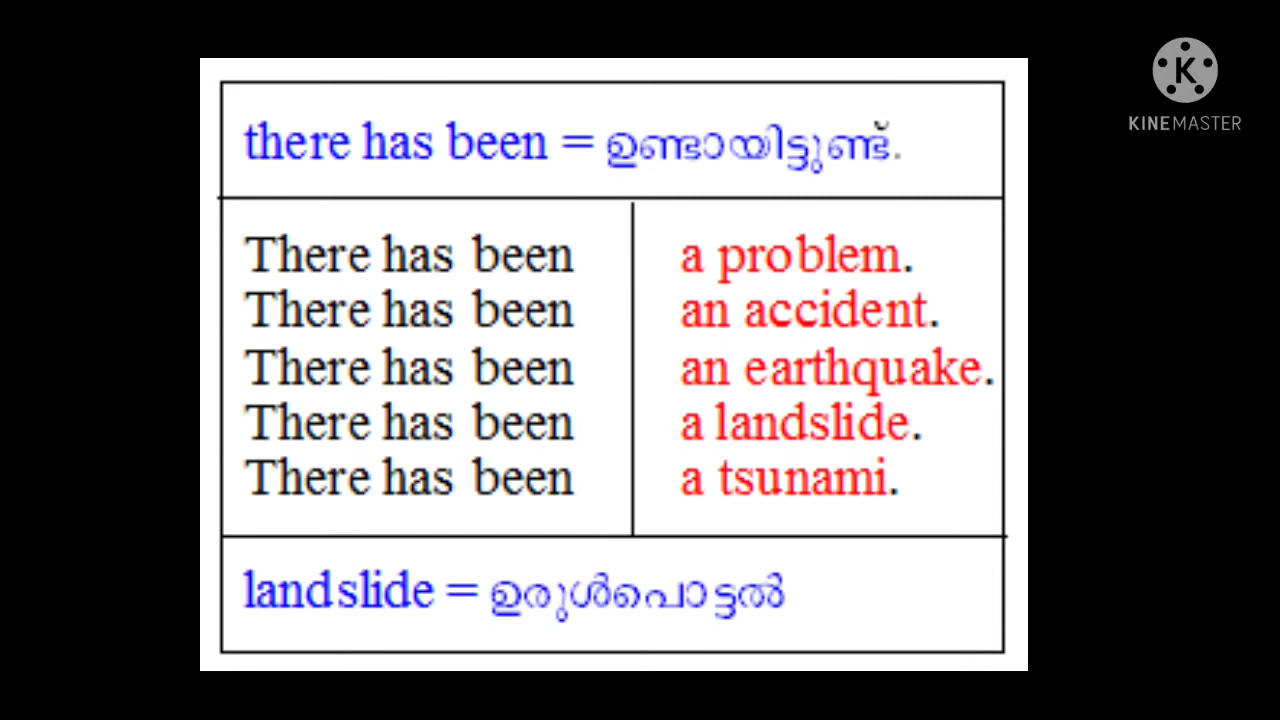 there has been = ഉണ്ടായിട്ടുണ്ട്.
There has been a problem.
There has been an accident.
There has been an earthquake.
There has been a landslide.
There has been a tsunami.
landslide = ഉരുൾപൊട്ടൽ
K
KINEMASTER